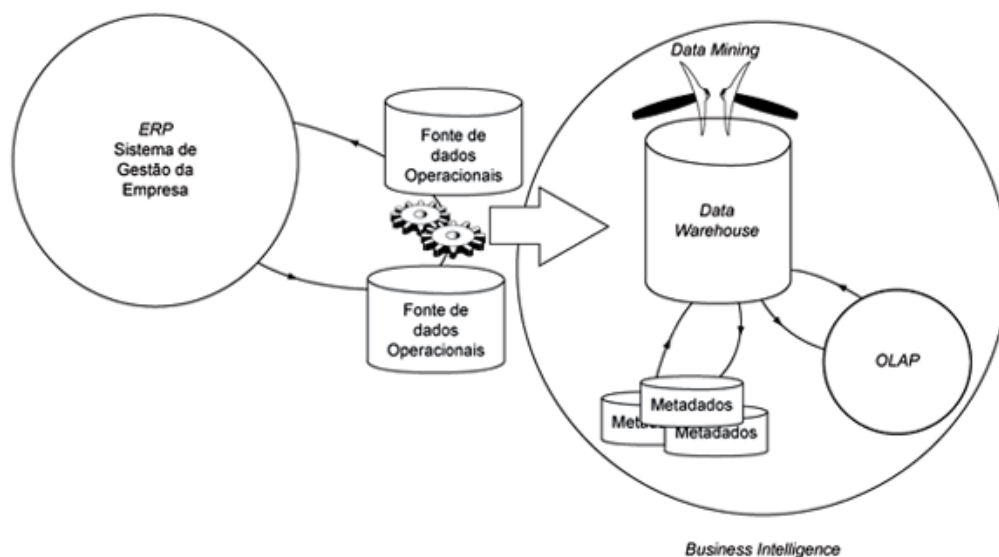 ERP
Sistema de
Gestão da
Empresa
Fonte de
dados
Operacionais
Fonte de
dados
Operacionais
Data Mining
Data
Warehouse
OLAP
Metadados
Metadados
Business Intelligence